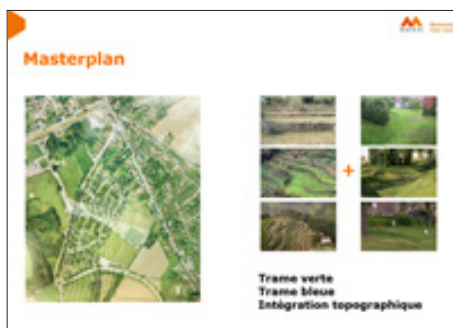 Masterplan
+
Trame verte
Trame bleue
Intégration topographique